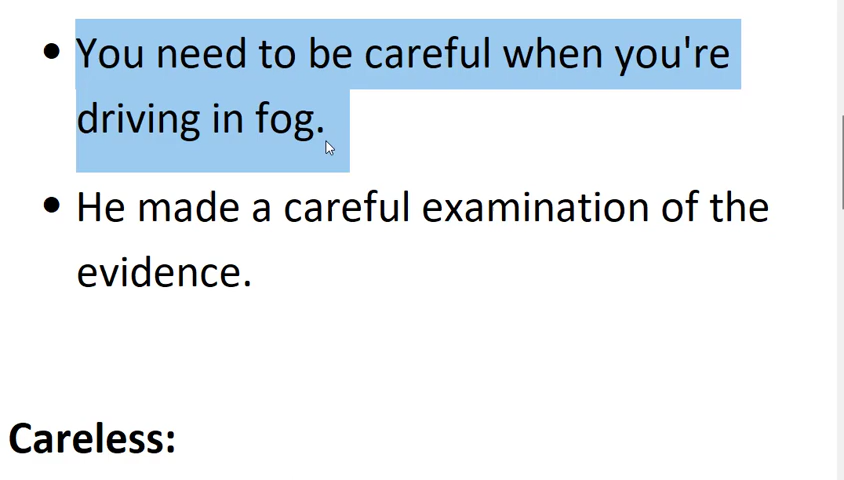 • You need to be careful when you're
driving in fog.
• He made a careful examination of the
evidence.
Careless: